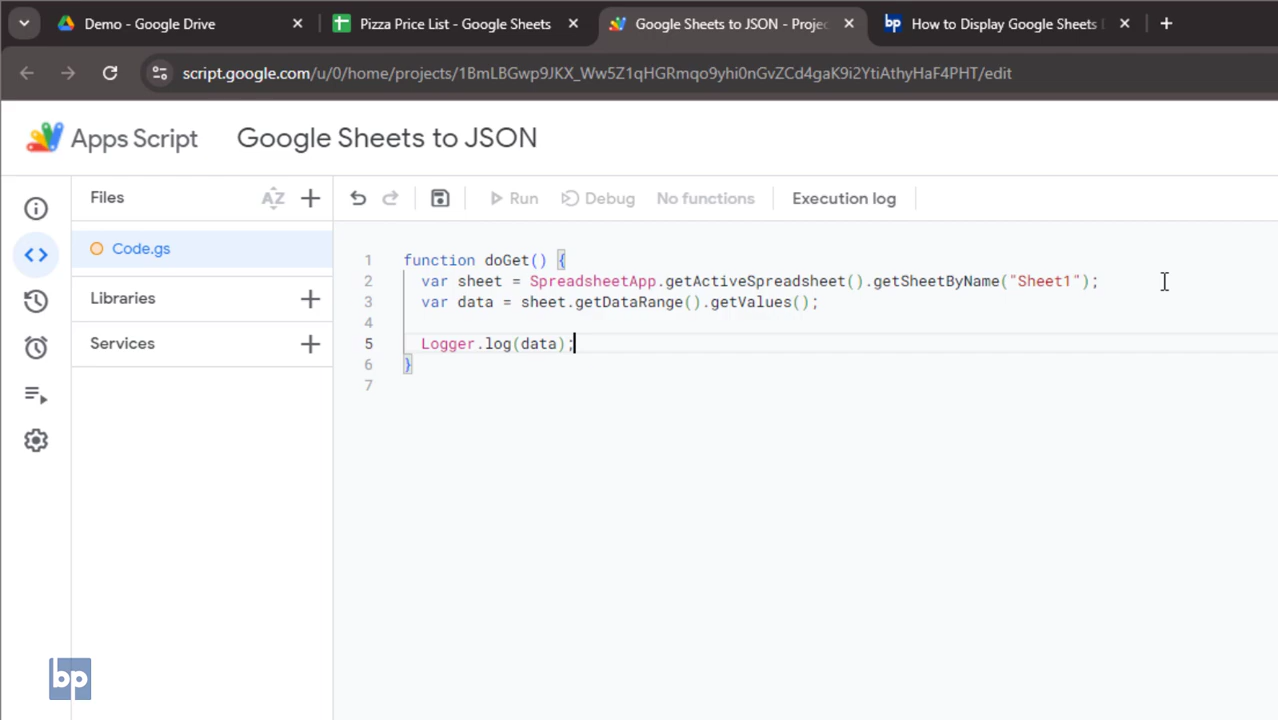 Demo - Google Drive
Pizza Price List - Google Sheets
Google Sheets to JSON - Projec
How to Display Google Sheets
script.google.com/u/0/home/projects/1BmLBGwp9JKX_Ww5Z1qHGRmqo9yhi0nGvZCd4gaK9i2YtiAthyHaF4PHT/edit
Apps Script
Google Sheets to JSON
Files
AZ
Run
Debug
No functions
Execution log
Code.gs
Libraries
Services
1 function doGet() {
2 var sheet = SpreadsheetApp.getActiveSpreadsheet().getSheetByName("Sheet1");
3 var data = sheet.getDataRange().getValues();
4
5 Logger.log(data);
6 }
7
bp